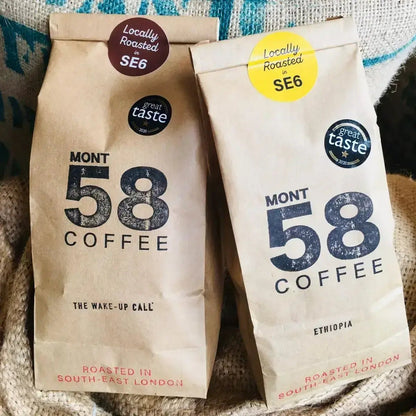 Locally
Roasted
in
SE6
great
taste
MONT
58
COFFEE
THE WAKE-UP CALL
ROASTED IN
SOUTH-EAST LONDON
Locally
Roasted
in
SE6
great
taste
MONT
58
COFFEE
ETHIOPIA
ROASTED IN
SOUTH-EAST LONDON